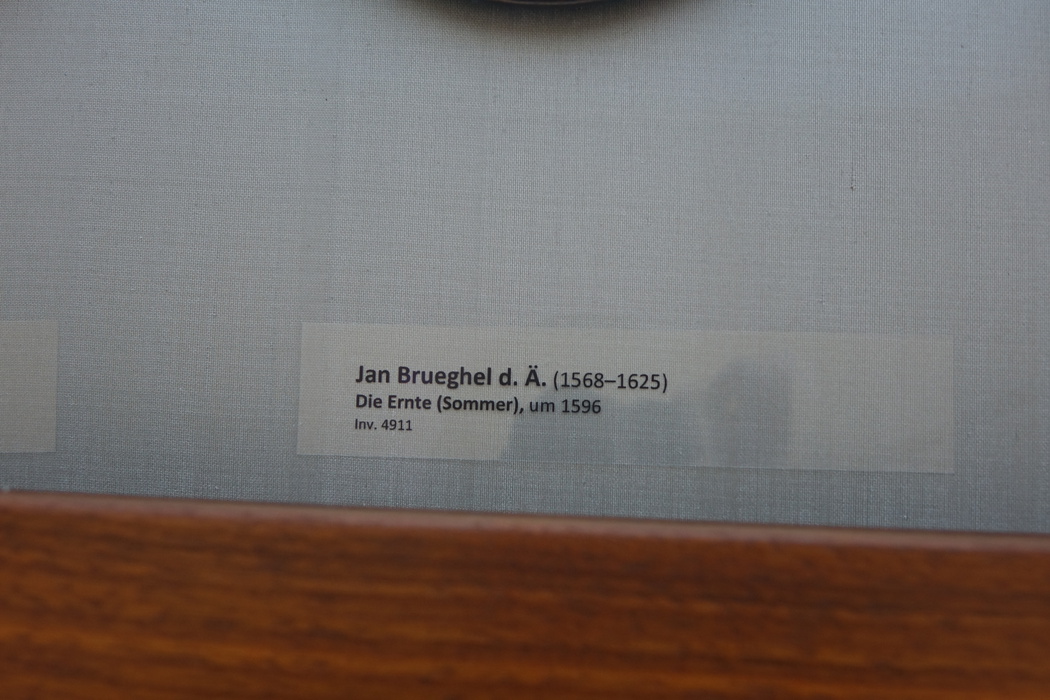 Jan Brueghel d. Ä. (1568–1625)
Die Ernte (Sommer), um 1596
Inv. 4911